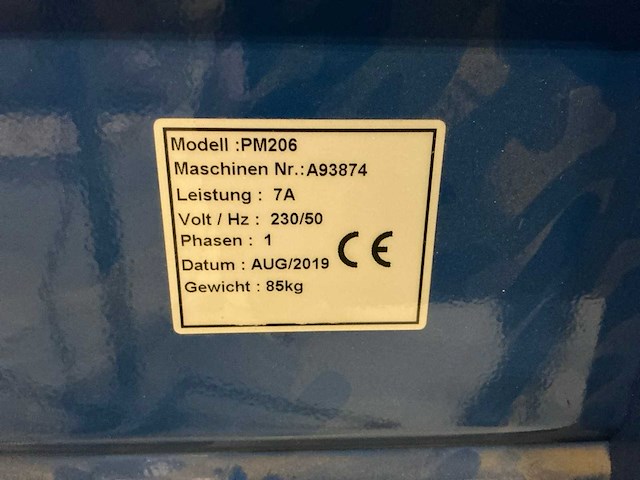 Modell :PM206
Maschinen Nr.:A93874
Leistung : 7A
Volt / Hz : 230/50
Phasen : 1
Datum : AUG/2019
CE
Gewicht : 85kg